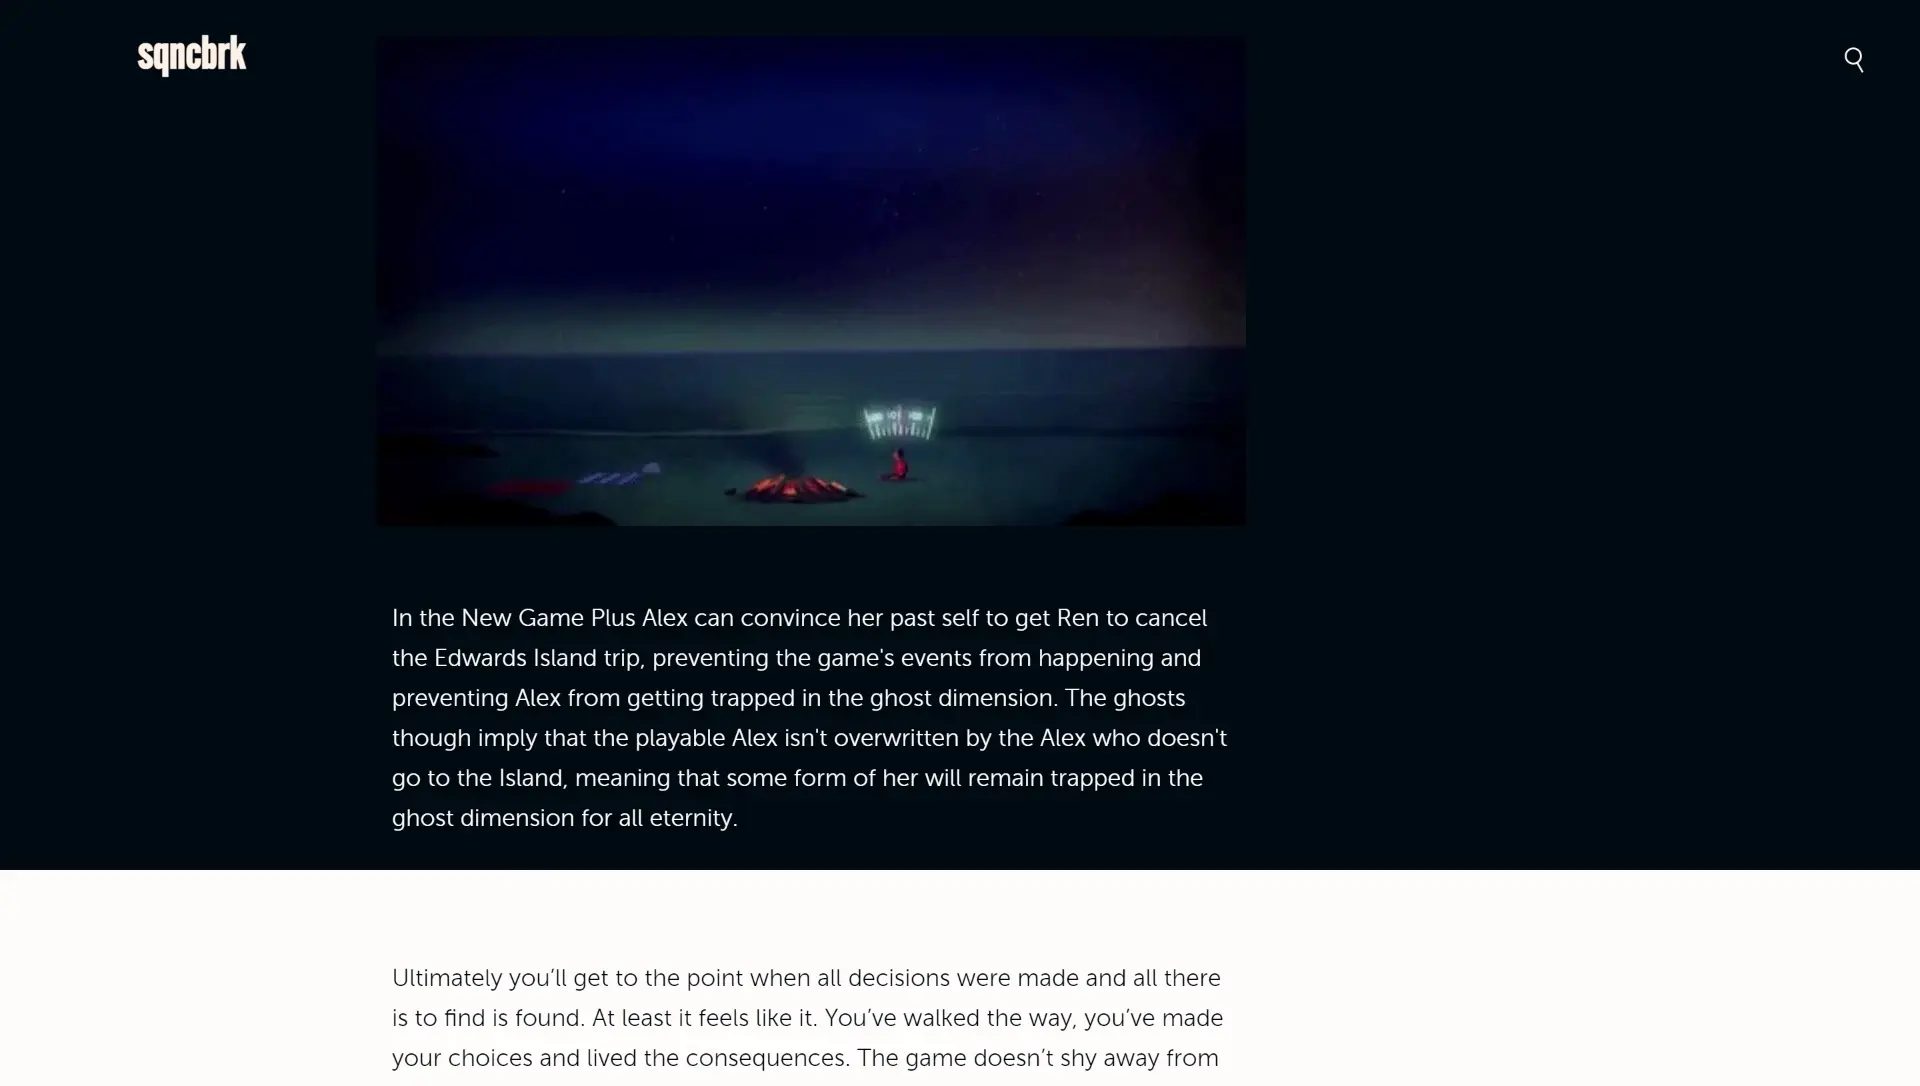 sqncbrk
In the New Game Plus Alex can convince her past self to get Ren to cancel
the Edwards Island trip, preventing the game's events from happening and
preventing Alex from getting trapped in the ghost dimension. The ghosts
though imply that the playable Alex isn't overwritten by the Alex who doesn't
go to the Island, meaning that some form of her will remain trapped in the
ghost dimension for all eternity.
Ultimately you’ll get to the point when all decisions were made and all there
is to find is found. At least it feels like it. You’ve walked the way, you’ve made
your choices and lived the consequences. The game doesn’t shy away from